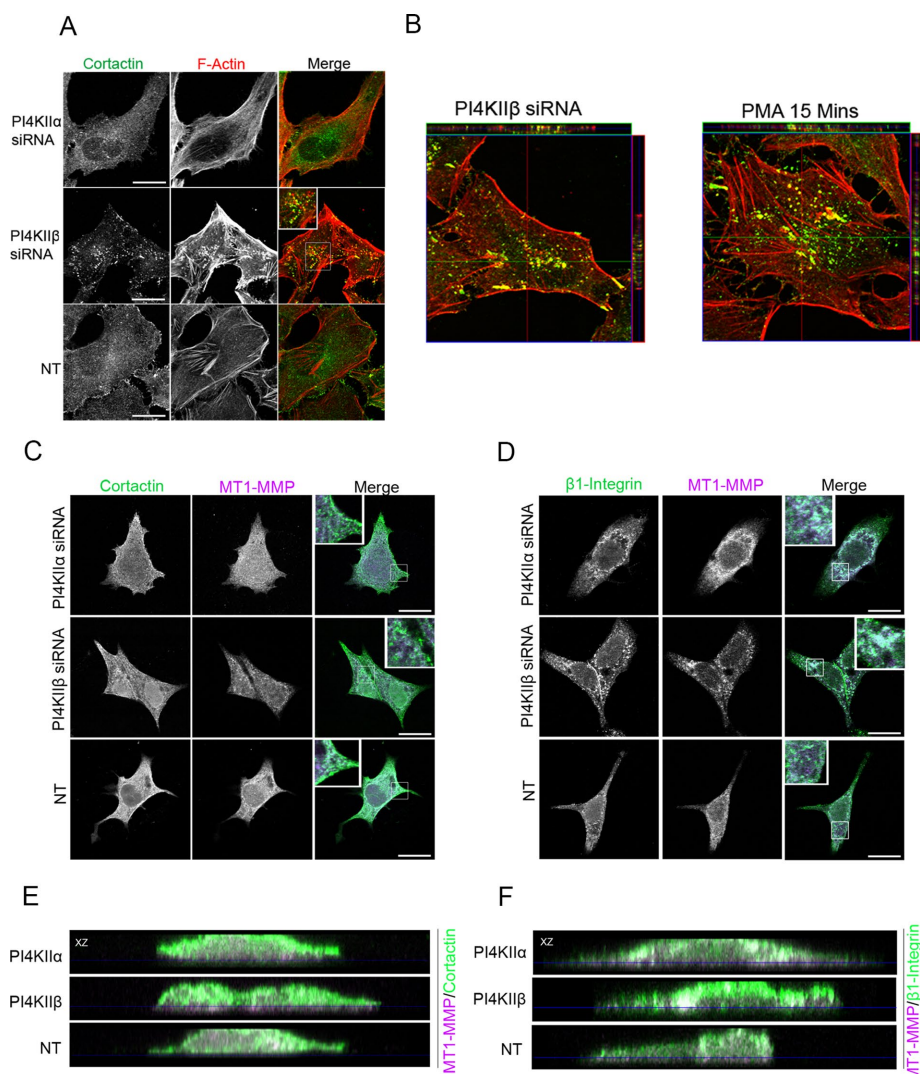 A
Cortactin F-Actin Merge
PI4KIIα
siRNA
PI4KIIβ
siRNA
NT
B
PI4KIIβ siRNA PMA 15 Mins
C
Cortactin MT1-MMP Merge
PI4KIIα siRNA
PI4KIIβ siRNA
NT
D
β1-Integrin MT1-MMP Merge
PI4KIIα siRNA
PI4KIIβ siRNA
NT
E
XZ
PI4KIIα
PI4KIIβ
NT
MT1-MMP/Cortactin
F
XZ
PI4KIIα
PI4KIIβ
NT
MT1-MMP/β1-Integrin